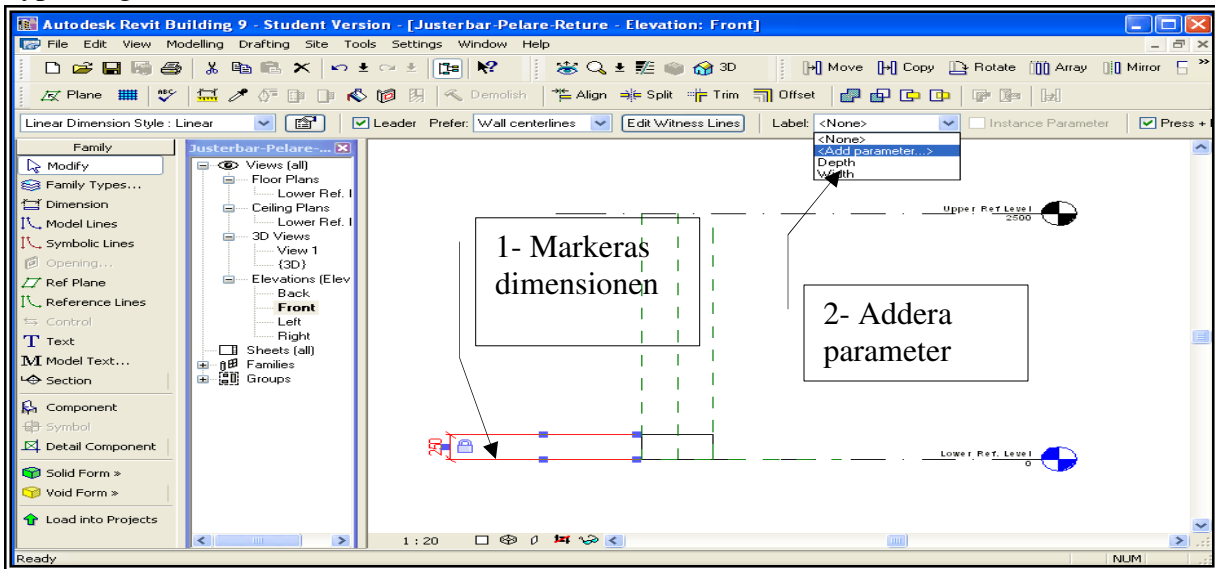 Autodesk Revit Building 9 - Student Version - [Justerbar-Pelare-Reture - Elevation: Front]
File Edit View Modelling Drafting Site Tools Settings Window Help
3D Move Copy Rotate Array Mirror
Plane Demolish Align Split Trim Offset
Linear Dimension Style : Linear Leader Prefer: Wall centerlines Edit Witness Lines Label: <None> Instance Parameter Press +
<None>
<Add parameter...>
Depth
Width
Family
Modify
Family Types...
Dimension
Model Lines
Symbolic Lines
Opening...
Ref Plane
Reference Lines
Control
Text
Model Text...
Section
Component
Symbol
Detail Component
Solid Form »
Void Form »
Load into Projects
Justerbar-Pelare-...
Views (all)
Floor Plans
Lower Ref. l
Ceiling Plans
Lower Ref. l
3D Views
View 1
{3D}
Elevations (Elev
Back
Front
Left
Right
Sheets (all)
Families
Groups
1- Markeras
dimensionen
2- Addera
parameter
Upper Ref Level
2500
250
Lower Ref. Level
0
1 : 20
Ready NUM